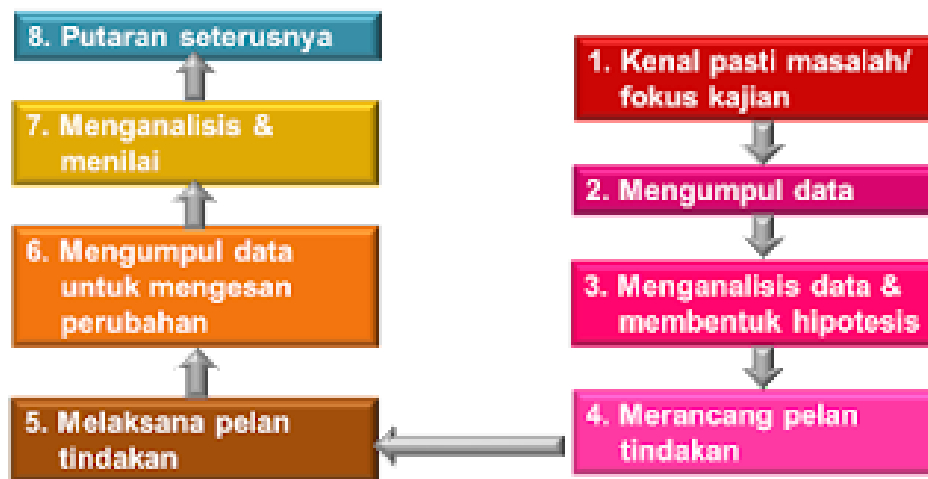 1. Kenal pasti masalah/
fokus kajian
2. Mengumpul data
3. Menganalisis data &
membentuk hipotesis
4. Merancang pelan
tindakan
5. Melaksana pelan
tindakan
6. Mengumpul data
untuk mengesan
perubahan
7. Menganalisis &
menilai
8. Putaran seterusnya